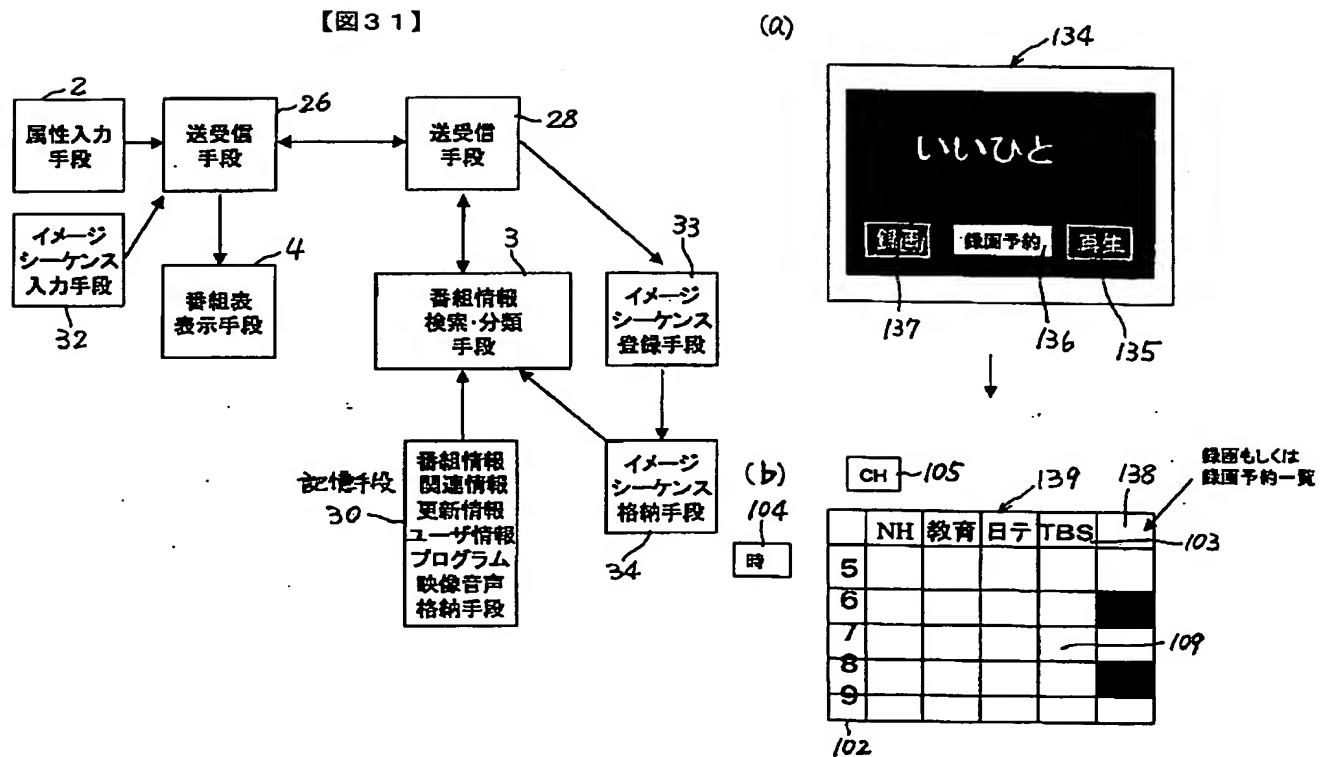 【図31】
2
属性入力
手段
26
送受信
手段
28
送受信
手段
イメージ
シーケンス
入力手段
32
4
番組表
表示手段
3
番組情報
検索・分類
手段
33
イメージ
シーケンス
登録手段
記憶手段
30
番組情報
関連情報
更新情報
ユーザ情報
プログラム
映像音声
格納手段
イメージ
シーケンス
格納手段
34
(a)
134
いいひと
録画
録画予約
再生
137
136
135
(b)
104
時
CH
105
139
138
録画もしくは
録画予約一覧
NH 教育 日テ TBS
103
5
6
7
8
9
109
102